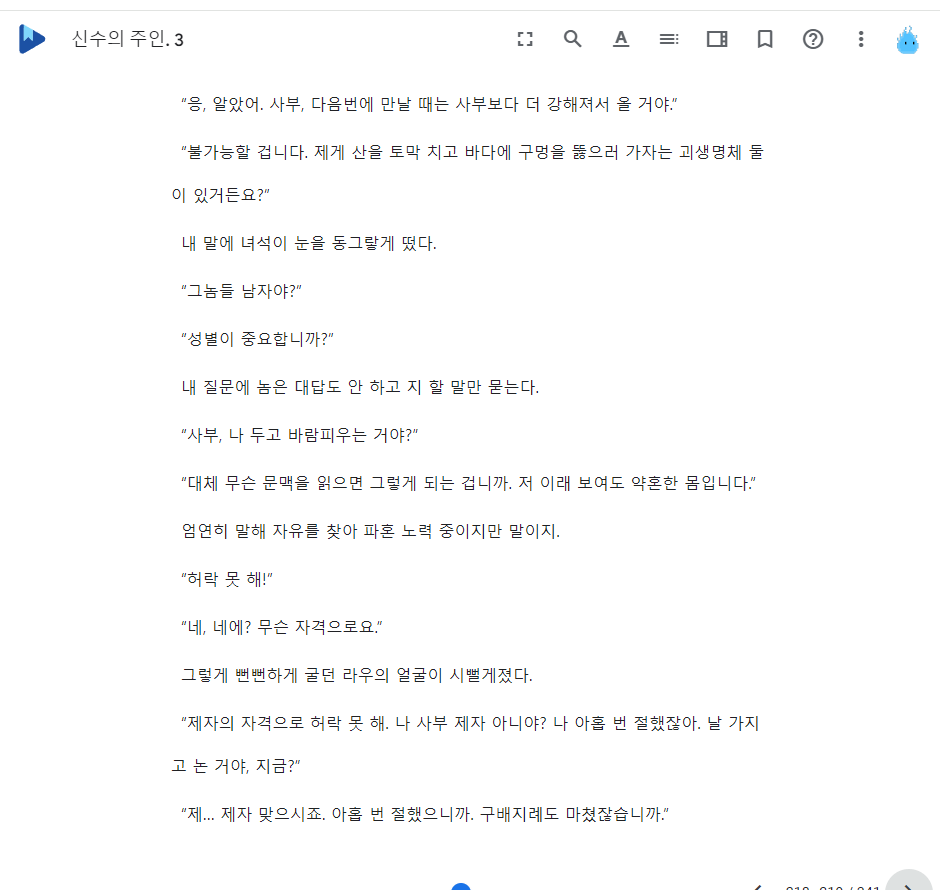 신수의 주인. 3
"응, 알았어. 사부, 다음번에 만날 때는 사부보다 더 강해져서 올 거야."
"불가능할 겁니다. 제게 산을 토막 치고 바다에 구멍을 뚫으러 가자는 괴생명체 둘
이 있거든요?"
내 말에 녀석이 눈을 동그랗게 떴다.
"그놈들 남자야?"
"성별이 중요합니까?"
내 질문에 놈은 대답도 안 하고 지 할 말만 묻는다.
"사부, 나 두고 바람피우는 거야?"
"대체 무슨 문맥을 읽으면 그렇게 되는 겁니까. 저 이래 보여도 약혼한 몸입니다."
엄연히 말해 자유를 찾아 파혼 노력 중이지만 말이지.
"허락 못 해!"
"네, 네에? 무슨 자격으로요."
그렇게 뻔뻔하게 굴던 라우의 얼굴이 시뻘게졌다.
"제자의 자격으로 허락 못 해. 나 사부 제자 아니야? 나 아홉 번 절했잖아. 날 가지
고 논 거야, 지금?"
"제... 제자 맞으시죠. 아홉 번 절했으니까. 구배지례도 마쳤잖습니까."